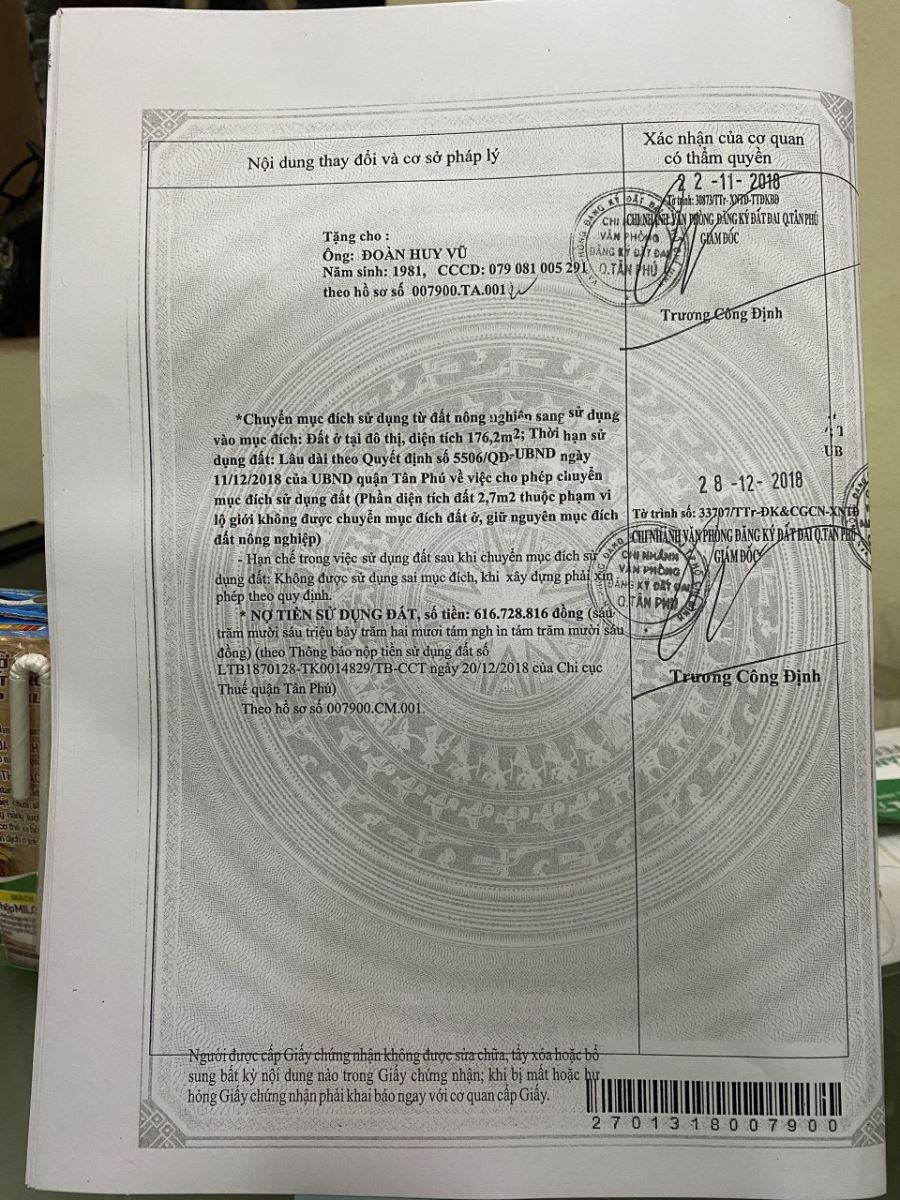 Nội dung thay đổi và cơ sở pháp lý
Xác nhận của cơ quan
có thẩm quyền
Tặng cho :
Ông: ĐOÀN HUY VŨ
Năm sinh: 1981, CCCD: 079 081 005 291
theo hồ sơ số 007900.TA.001
22-11-2018
Tờ trình: 30873/TTr-XNTD-TTĐKBĐ
CHI NHÁNH VĂN PHÒNG ĐĂNG KÝ ĐẤT ĐAI Q.TÂN PHÚ
GIÁM ĐỐC
CHI
VĂN PHÒNG
ĐĂNG KÝ ĐẤT ĐAI
Q.TÂN PHÚ
Trương Công Định
*Chuyển mục đích sử dụng từ đất nông nghiên sang sử dụng
vào mục đích: Đất ở tại đô thị, diện tích 176,2m2; Thời hạn sử
dụng đất: Lâu dài theo Quyết định số 5506/QĐ-UBND ngày
11/12/2018 của UBND quận Tân Phú về việc cho phép chuyển
mục đích sử dụng đất (Phần diện tích đất 2,7m2 thuộc phạm vi
lộ giới không được chuyển mục đích đất ở, giữ nguyên mục đích
đất nông nghiệp)
- Hạn chế trong việc sử dụng đất sau khi chuyển mục đích sử
dụng đất: Không được sử dụng sai mục đích, khi xây dựng phải xin
phép theo quy định.
* NỢ TIỀN SỬ DỤNG ĐẤT, số tiền: 616.728.816 đồng (sáu
trăm mười sáu triệu bảy trăm hai mươi tám ngh ìn tám trăm mười sáu
đồng) (theo Thông báo nộp tiền sử dụng đất số
LTB1870128-TK0014829/TB-CCT ngày 20/12/2018 của Chi cục
Thuế quận Tân Phú)
Theo hồ sơ số 007900.CM.001.
UB
28-12-2018
Tờ trình số: 33707/TTr-ĐK&CGCN-XNTĐ
CHI NHÁNH VĂN PHÒNG ĐĂNG KÝ ĐẤT ĐAI Q.TÂN PHÚ
GIÁM ĐỐC
CHI NHÁNH
VĂN PHÒNG
ĐĂNG KÝ ĐẤT ĐAI
Q.TÂN PHÚ
Trương Công Định
Người được cấp Giấy chứng nhận không được sửa chữa, tẩy xóa hoặc bổ
sung bất kỳ nội dung nào trong Giấy chứng nhận; khi bị mất hoặc hư
hỏng Giấy chứng nhận phải khai báo ngay với cơ quan cấp Giấy.
2701318007900